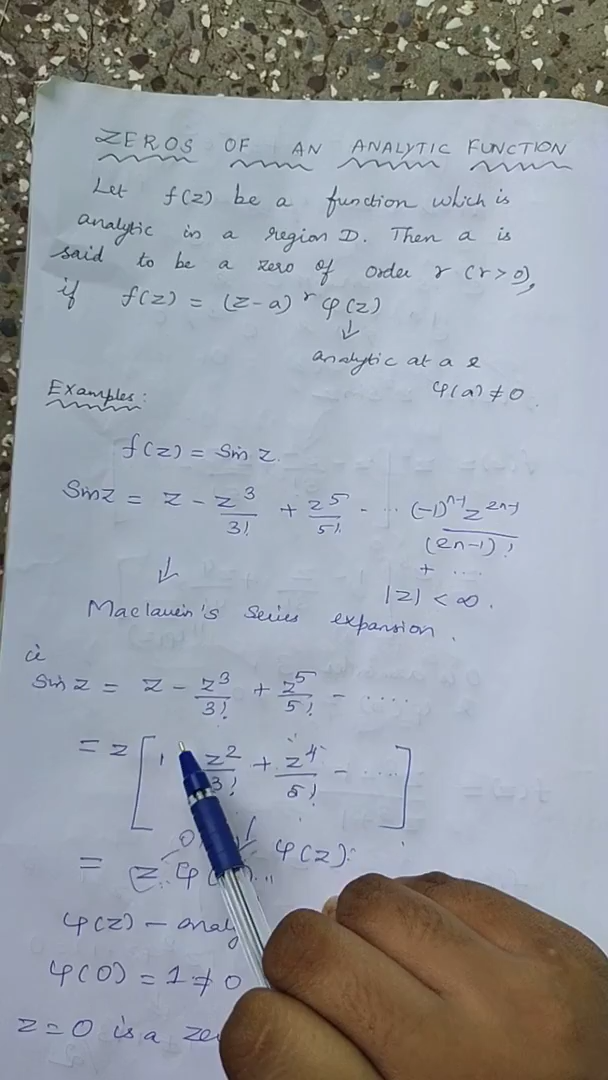 ZEROS OF AN ANALYTIC FUNCTION
Let f(z) be a function which is
analytic in a region D. Then a is
said to be a zero of order r (r>0),
if f(z) = (z-a)^r φ(z)
↓
analytic at a &
φ(a) ≠ 0.
Examples:
f(z) = Sin z.
Sin z = z - z^3/3! + z^5/5! - ... (-1)^{n-1} z^{2n-1}/(2n-1)!
+ ....
↓ |z| < ∞.
Maclauein's Series expansion.
ie
Sin z = z - z^3/3! + z^5/5! - ....
= z [ 1 z^2/3! + z^4/5! - .... ]
= z φ( φ(z).
φ(z) - analy
φ(0) = 1 ≠ 0
z = 0 is a ze